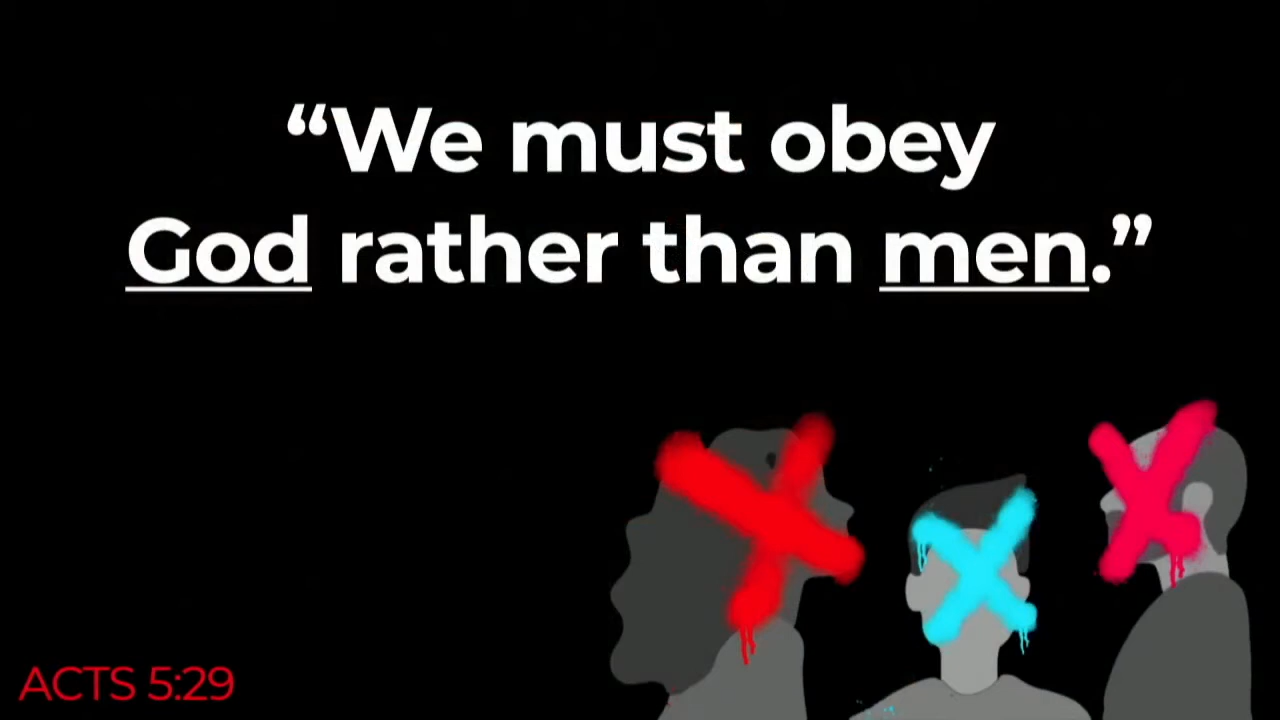 “We must obey
God rather than men.”
ACTS 5:29